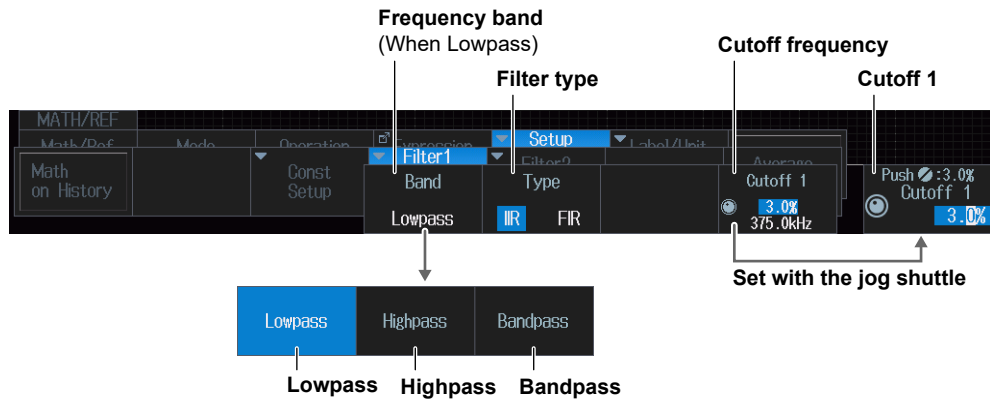 Frequency band
(When Lowpass)
Cutoff frequency
Filter type
Cutoff 1
MATH/REF
Math/Ref Mode Operation Expression Setup Label/Unit
Filter1 Filter2 Average
Math
on History
Const
Setup
Band
Lowpass
Type
IIR FIR
Cutoff 1
3.0%
375.0kHz
Push :3.0%
Cutoff 1
3.0%
Set with the jog shuttle
Lowpass Highpass Bandpass
Lowpass Highpass Bandpass